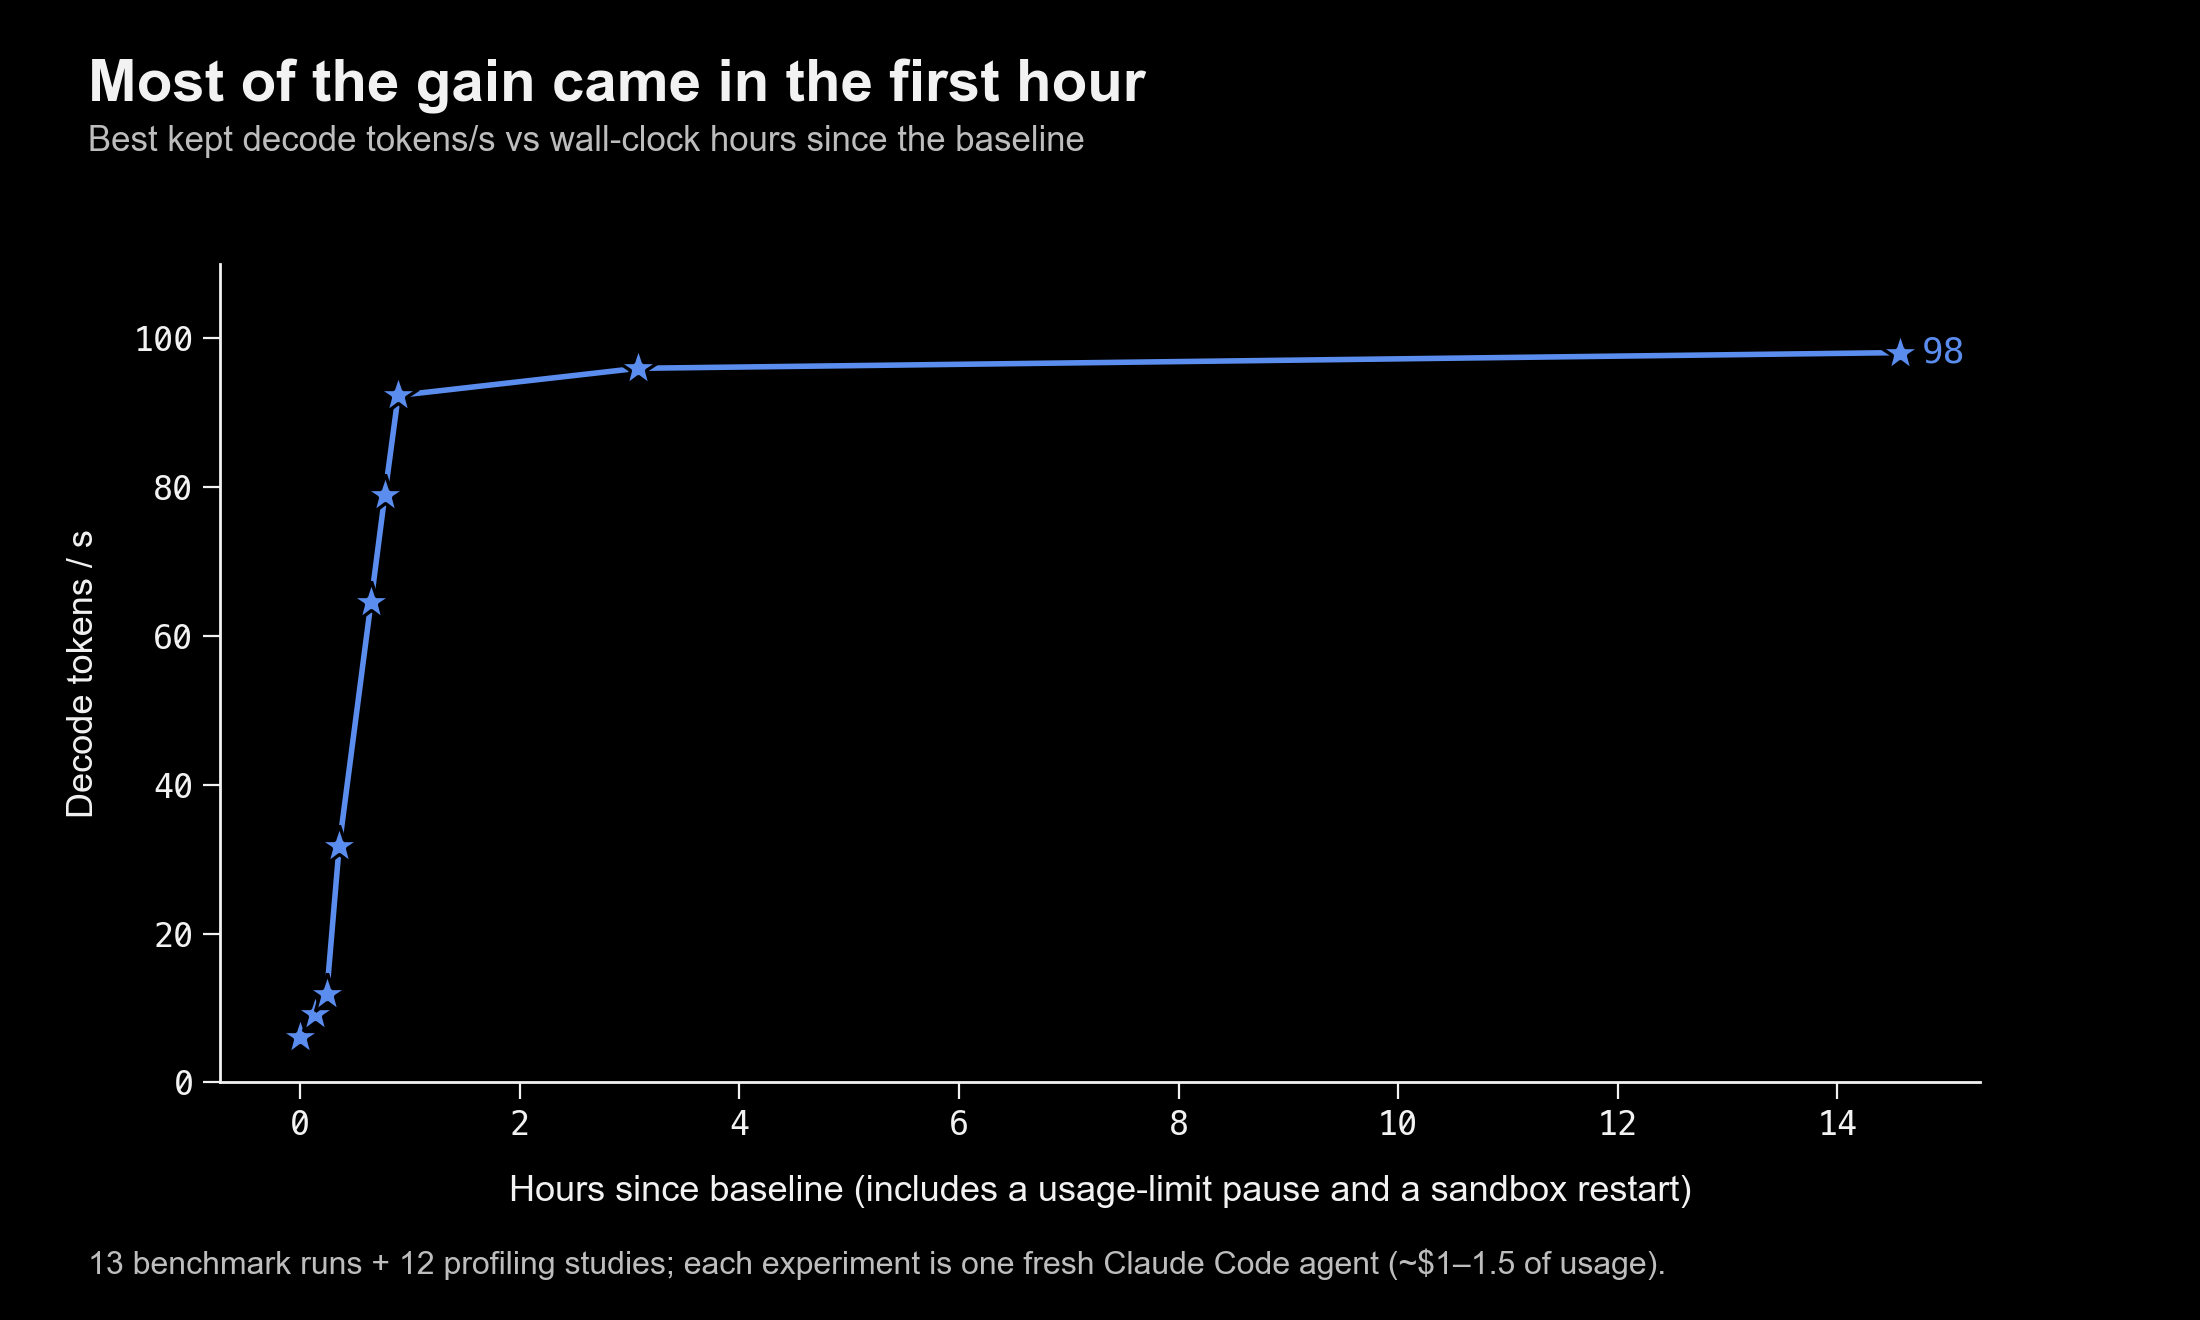 Most of the gain came in the first hour
Best kept decode tokens/s vs wall-clock hours since the baseline
Decode tokens / s
100
80
60
40
20
0
98
0 2 4 6 8 10 12 14
Hours since baseline (includes a usage-limit pause and a sandbox restart)
13 benchmark runs + 12 profiling studies; each experiment is one fresh Claude Code agent (~$1–1.5 of usage).